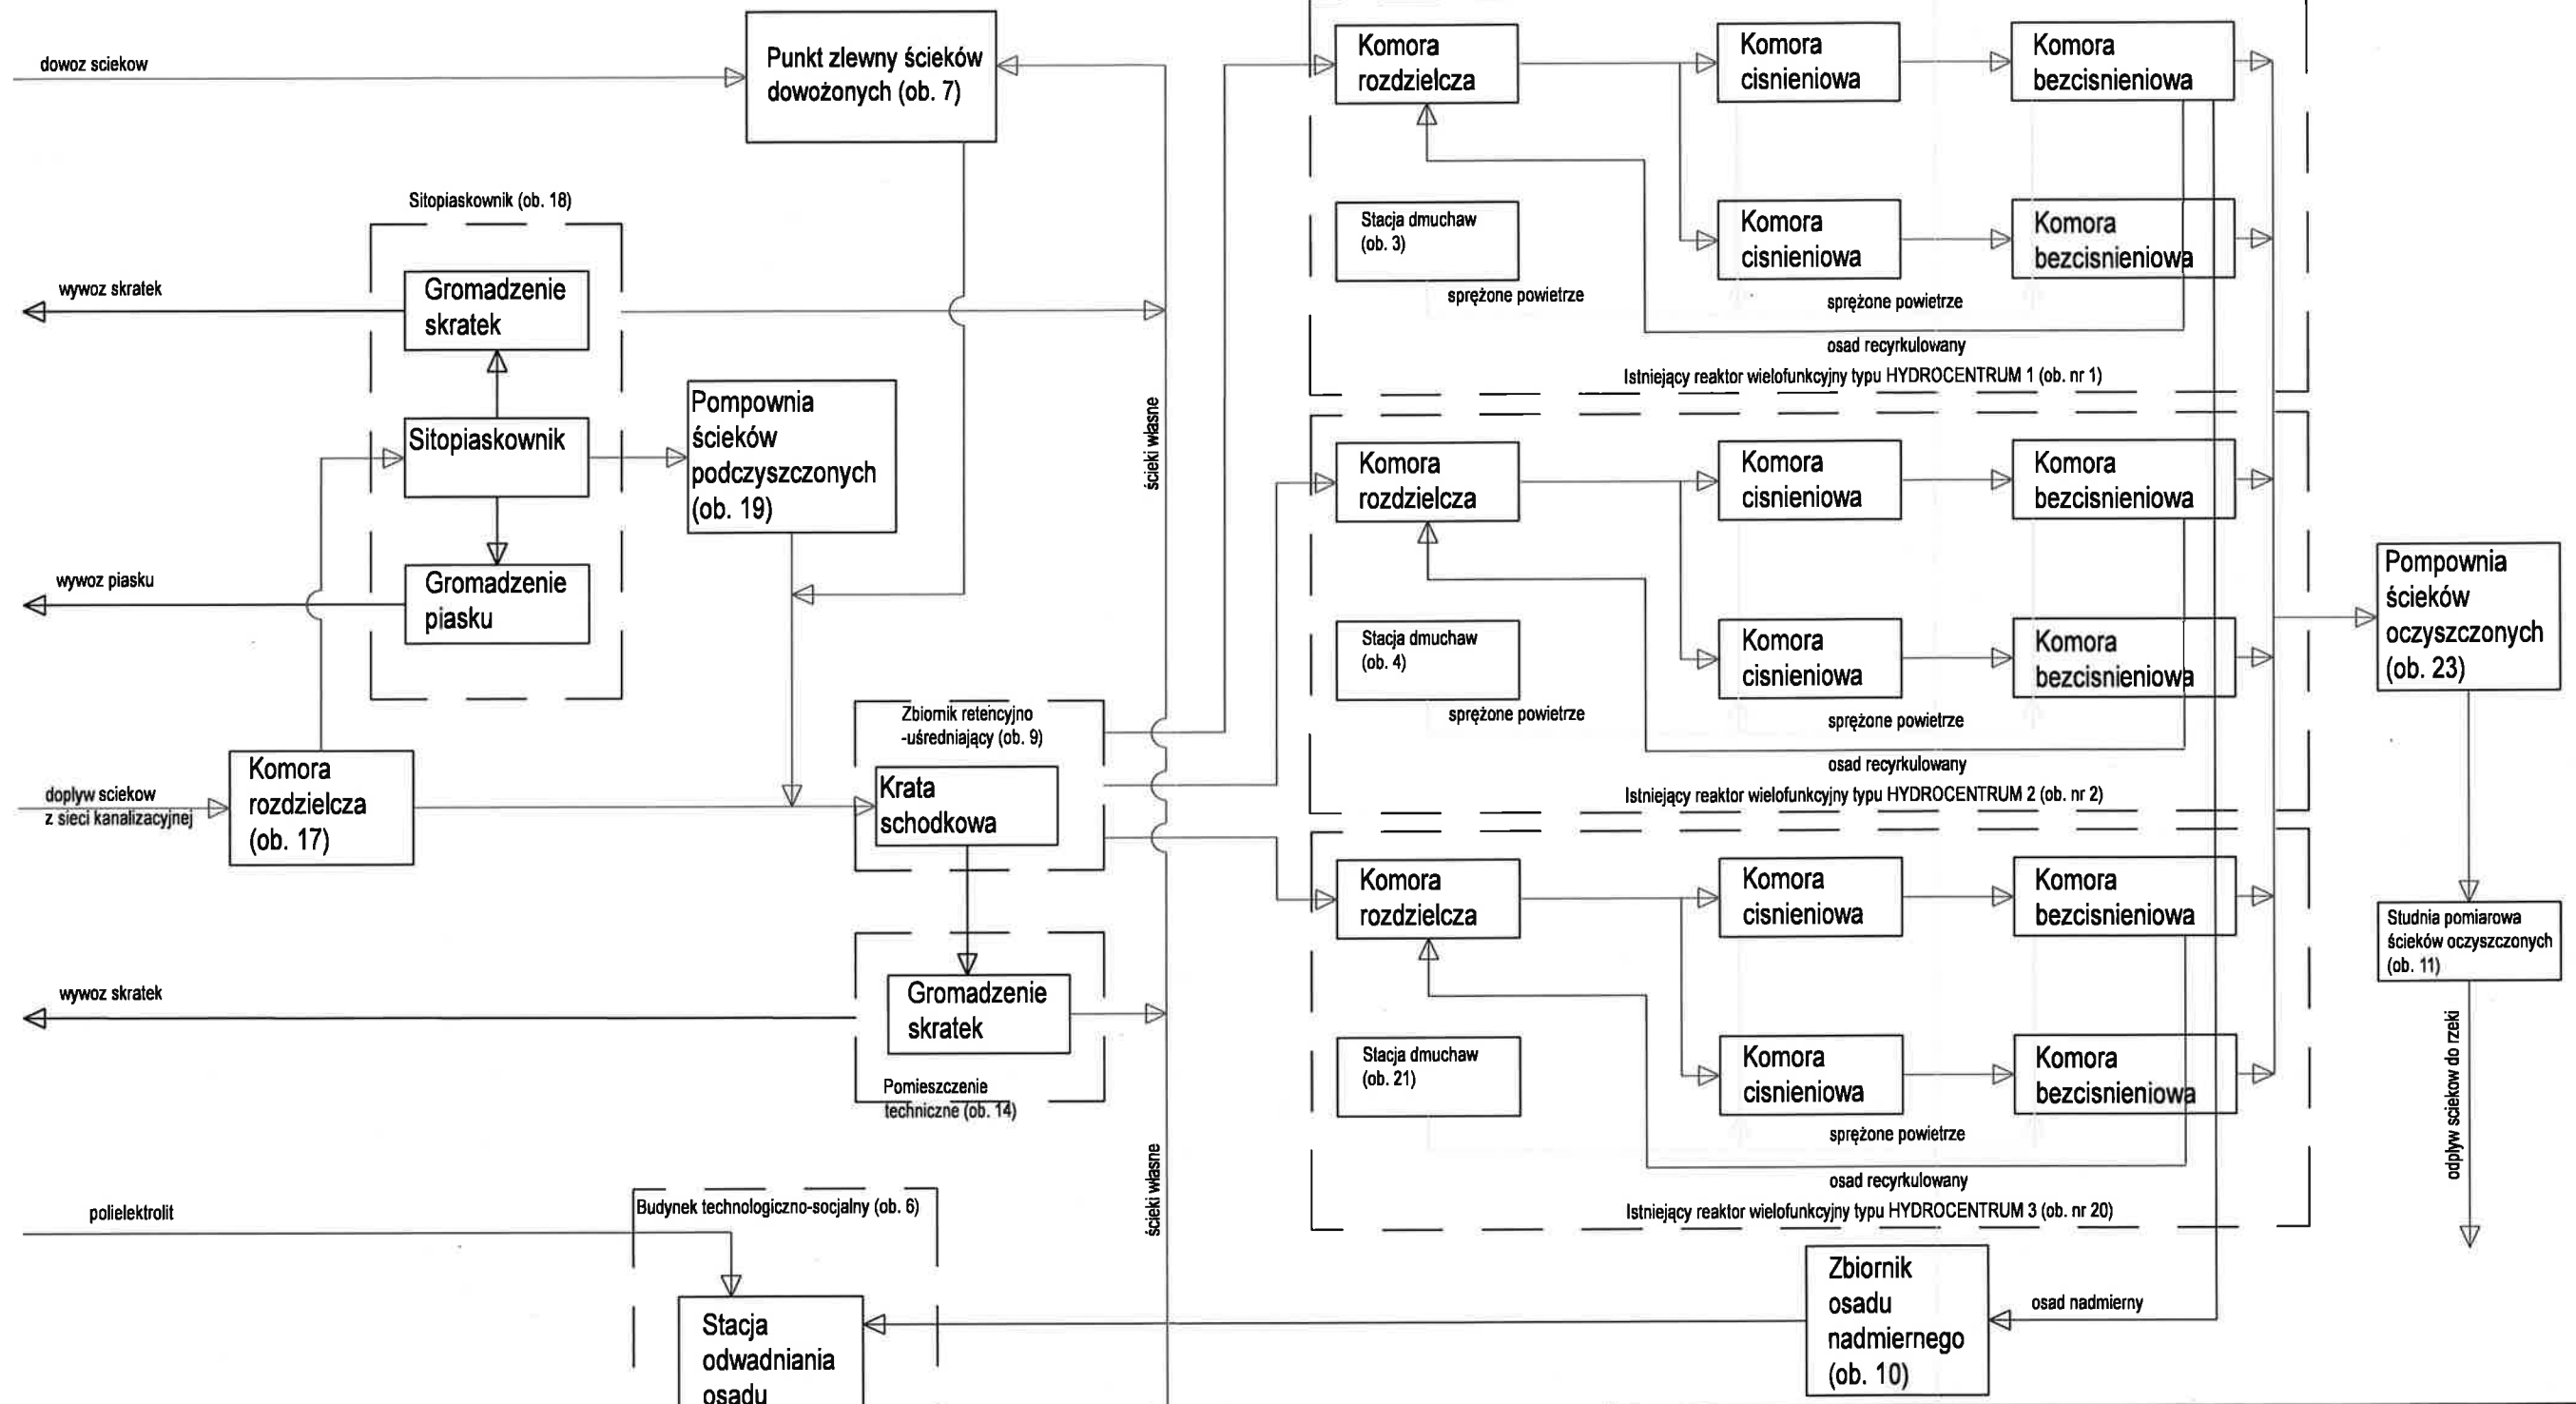 dowoz sciekow
Punkt zlewny ścieków
dowożonych (ob. 7)
Sitopiaskownik (ob. 18)
wywoz skratek
Gromadzenie
skratek
Sitopiaskownik
Pompownia
ścieków
podczyszczonych
(ob. 19)
wywoz piasku
Gromadzenie
piasku
ścieki własne
doplyw sciekow
z sieci kanalizacyjnej
Komora
rozdzielcza
(ob. 17)
Zbiornik retencyjno
-uśredniający (ob. 9)
Krata
schodkowa
wywoz skratek
Gromadzenie
skratek
Pomieszczenie
techniczne (ob. 14)
ścieki własne
polielektrolit
Budynek technologiczno-socjalny (ob. 6)
Stacja
odwadniania
osadu
Komora
rozdzielcza
Komora
cisnieniowa
Komora
bezcisnieniowa
Stacja dmuchaw
(ob. 3)
Komora
cisnieniowa
Komora
bezcisnieniowa
sprężone powietrze
sprężone powietrze
osad recyrkulowany
Istniejący reaktor wielofunkcyjny typu HYDROCENTRUM 1 (ob. nr 1)
Komora
rozdzielcza
Komora
cisnieniowa
Komora
bezcisnieniowa
Stacja dmuchaw
(ob. 4)
Komora
cisnieniowa
Komora
bezcisnieniowa
sprężone powietrze
sprężone powietrze
osad recyrkulowany
Istniejący reaktor wielofunkcyjny typu HYDROCENTRUM 2 (ob. nr 2)
Komora
rozdzielcza
Komora
cisnieniowa
Komora
bezcisnieniowa
Stacja dmuchaw
(ob. 21)
Komora
cisnieniowa
Komora
bezcisnieniowa
sprężone powietrze
osad recyrkulowany
Istniejący reaktor wielofunkcyjny typu HYDROCENTRUM 3 (ob. nr 20)
Zbiornik
osadu
nadmiernego
(ob. 10)
osad nadmierny
Pompownia
ścieków
oczyszczonych
(ob. 23)
Studnia pomiarowa
ścieków oczyszczonych
(ob. 11)
odpływ sciekow do rzeki